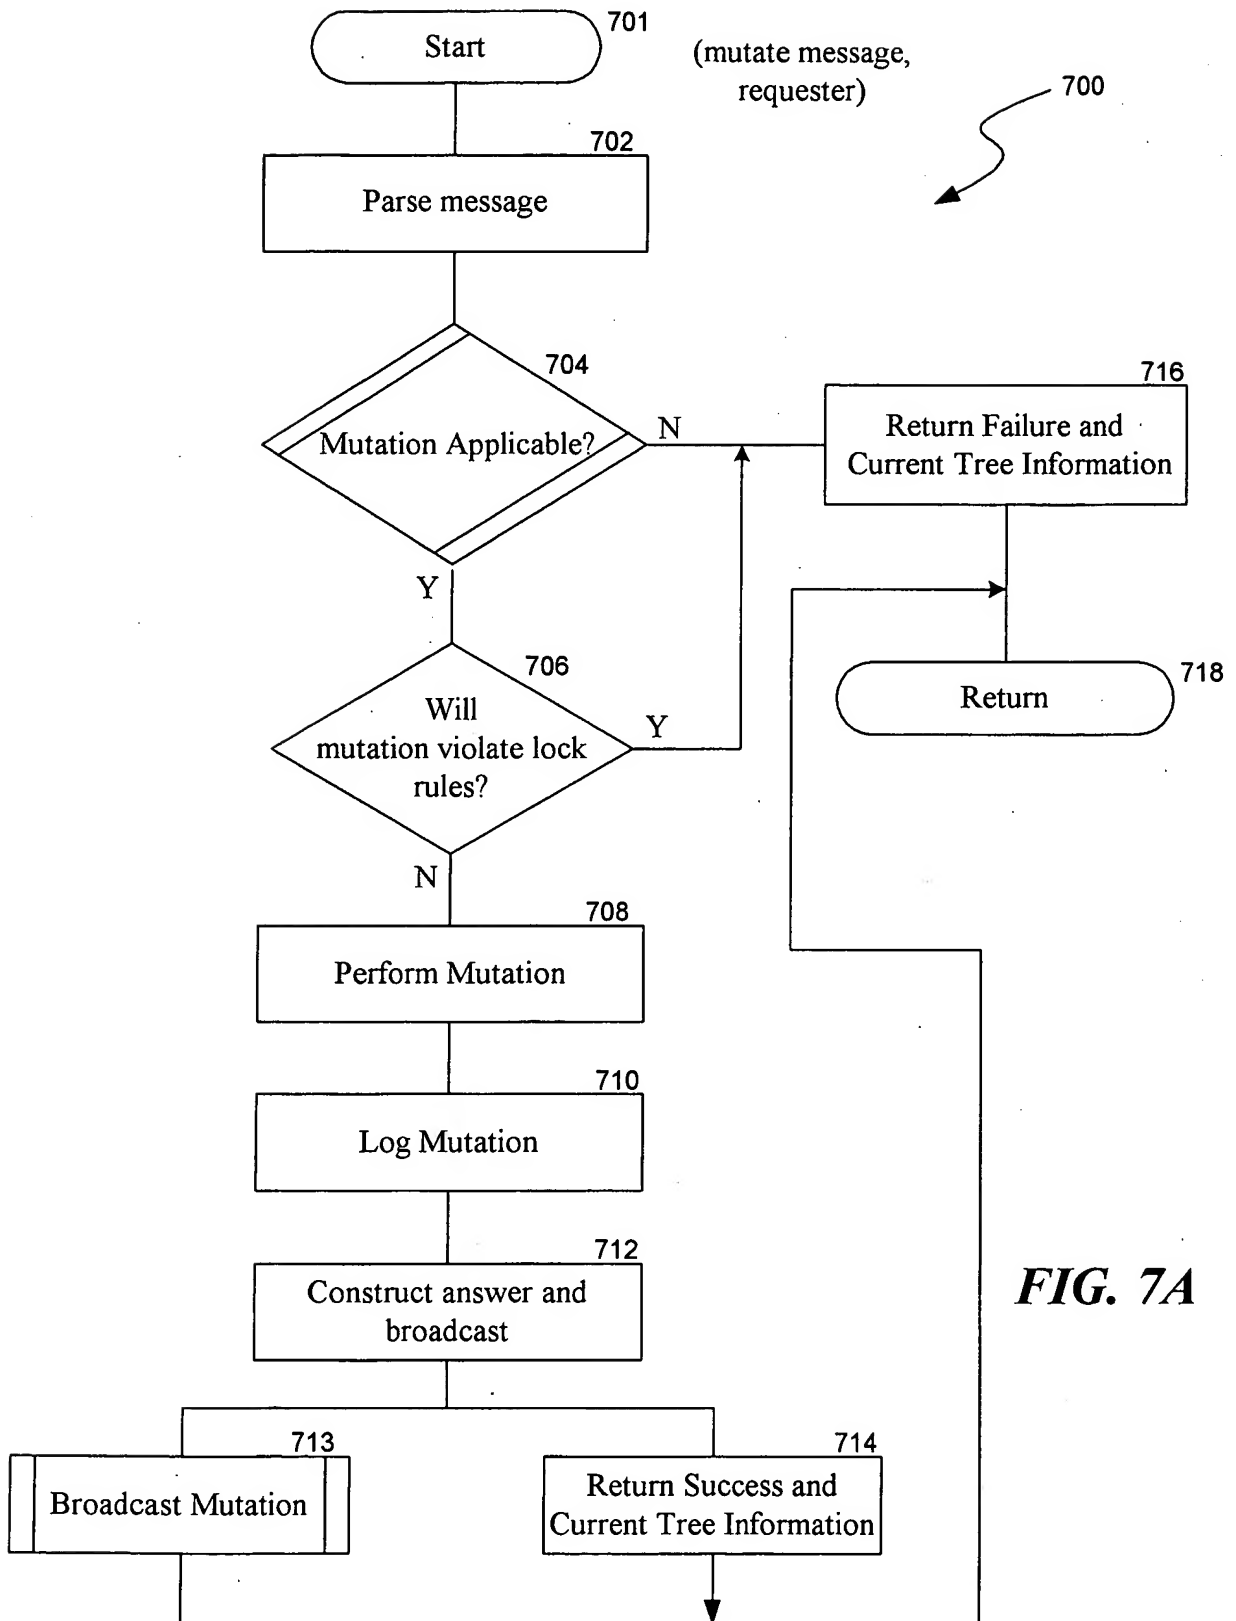 Start
701
(mutate message,
requester)
700
702
Parse message
704
Mutation Applicable?
N
Y
716
Return Failure and
Current Tree Information
706
Will
mutation violate lock
rules?
Y
N
718
Return
708
Perform Mutation
710
Log Mutation
712
Construct answer and
broadcast
FIG. 7A
713
Broadcast Mutation
714
Return Success and
Current Tree Information